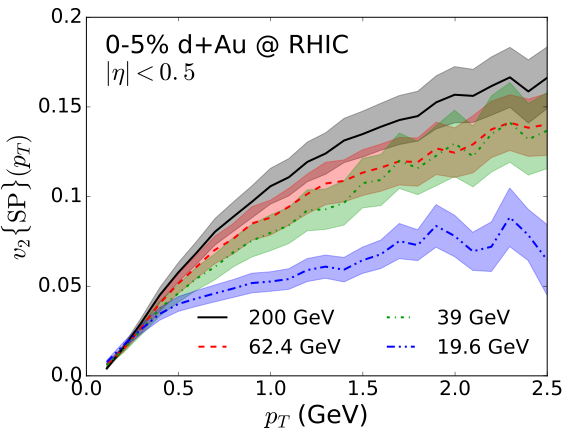 0-5% d+Au @ RHIC
|η| < 0.5
v₂{SP}(p_T)
0.2
0.15
0.1
0.05
0.0
200 GeV
62.4 GeV
39 GeV
19.6 GeV
0.0 0.5 1.0 1.5 2.0 2.5
p_T (GeV)